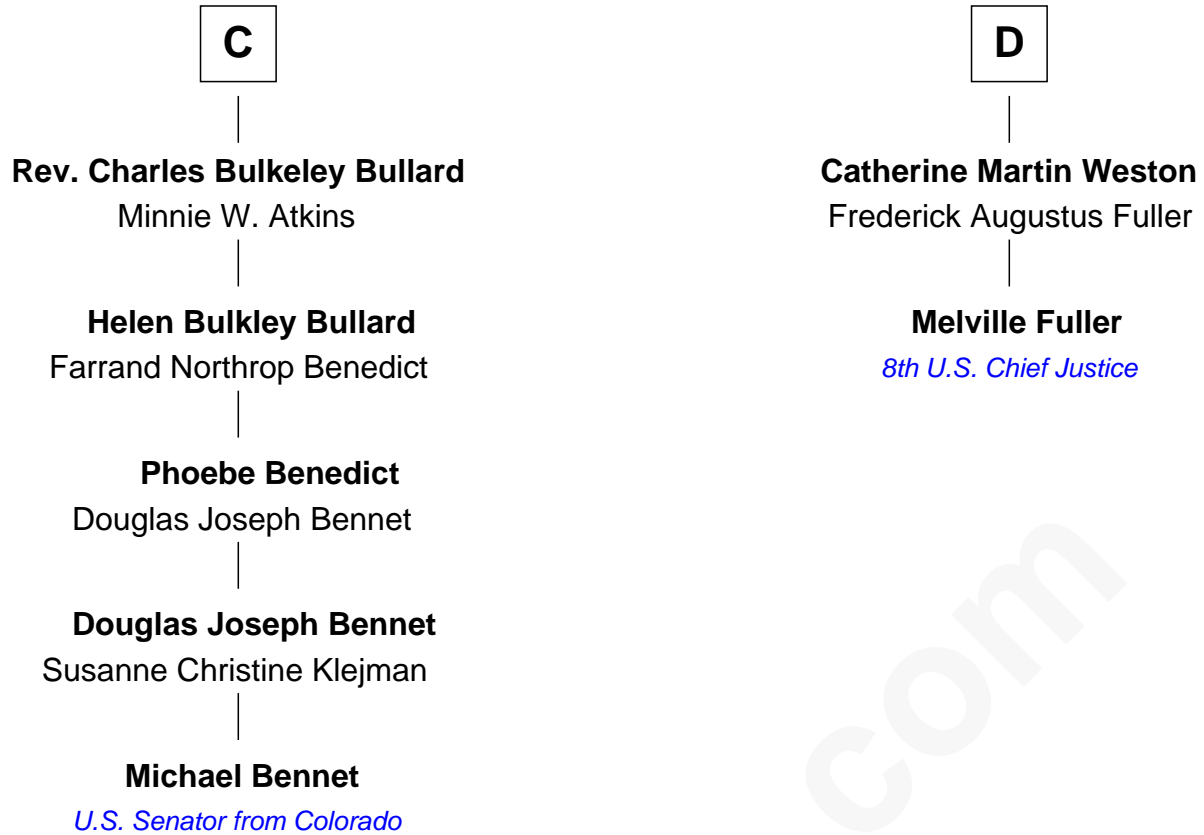 C
Rev. Charles Bulkeley Bullard
Minnie W. Atkins
Helen Bulkley Bullard
Farrand Northrop Benedict
Phoebe Benedict
Douglas Joseph Bennet
Douglas Joseph Bennet
Susanne Christine Klejman
Michael Bennet
U.S. Senator from Colorado
D
Catherine Martin Weston
Frederick Augustus Fuller
Melville Fuller
8th U.S. Chief Justice
com